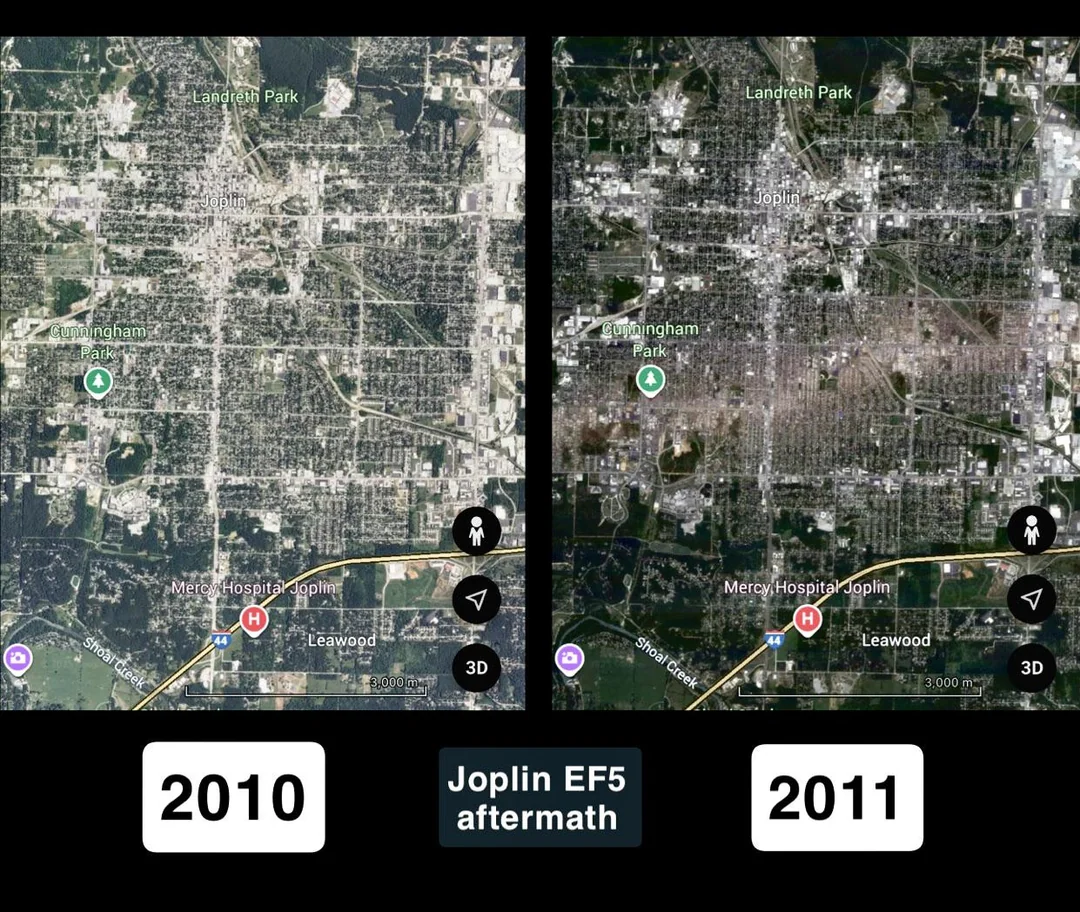 Landreth Park
Joplin
Cunningham
Park
Mercy Hospital Joplin
H
44
Leawood
Shoal Creek
3D
3,000 m
Landreth Park
Joplin
Cunningham
Park
Mercy Hospital Joplin
H
44
Leawood
Shoal Creek
3D
3,000 m
2010
Joplin EF5
aftermath
2011